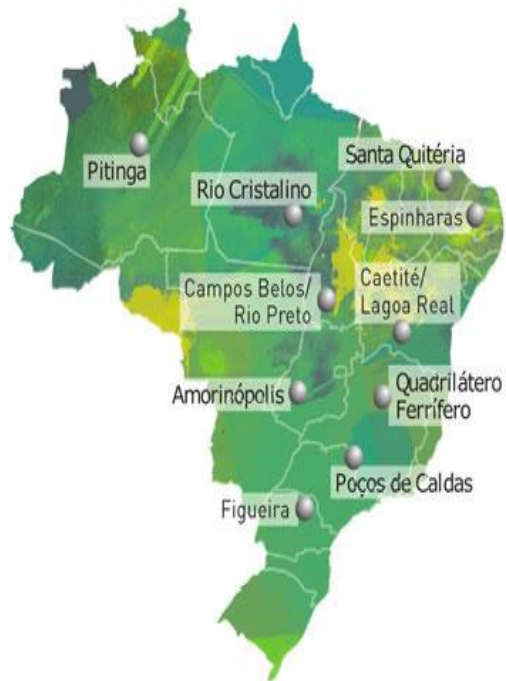 Pitinga
Santa Quitéria
Rio Cristalino
Espinharas
Campos Belos/
Rio Preto
Caetité/
Lagoa Real
Amorinópolis
Quadrilátero
Ferrífero
Poços de Caldas
Figueira